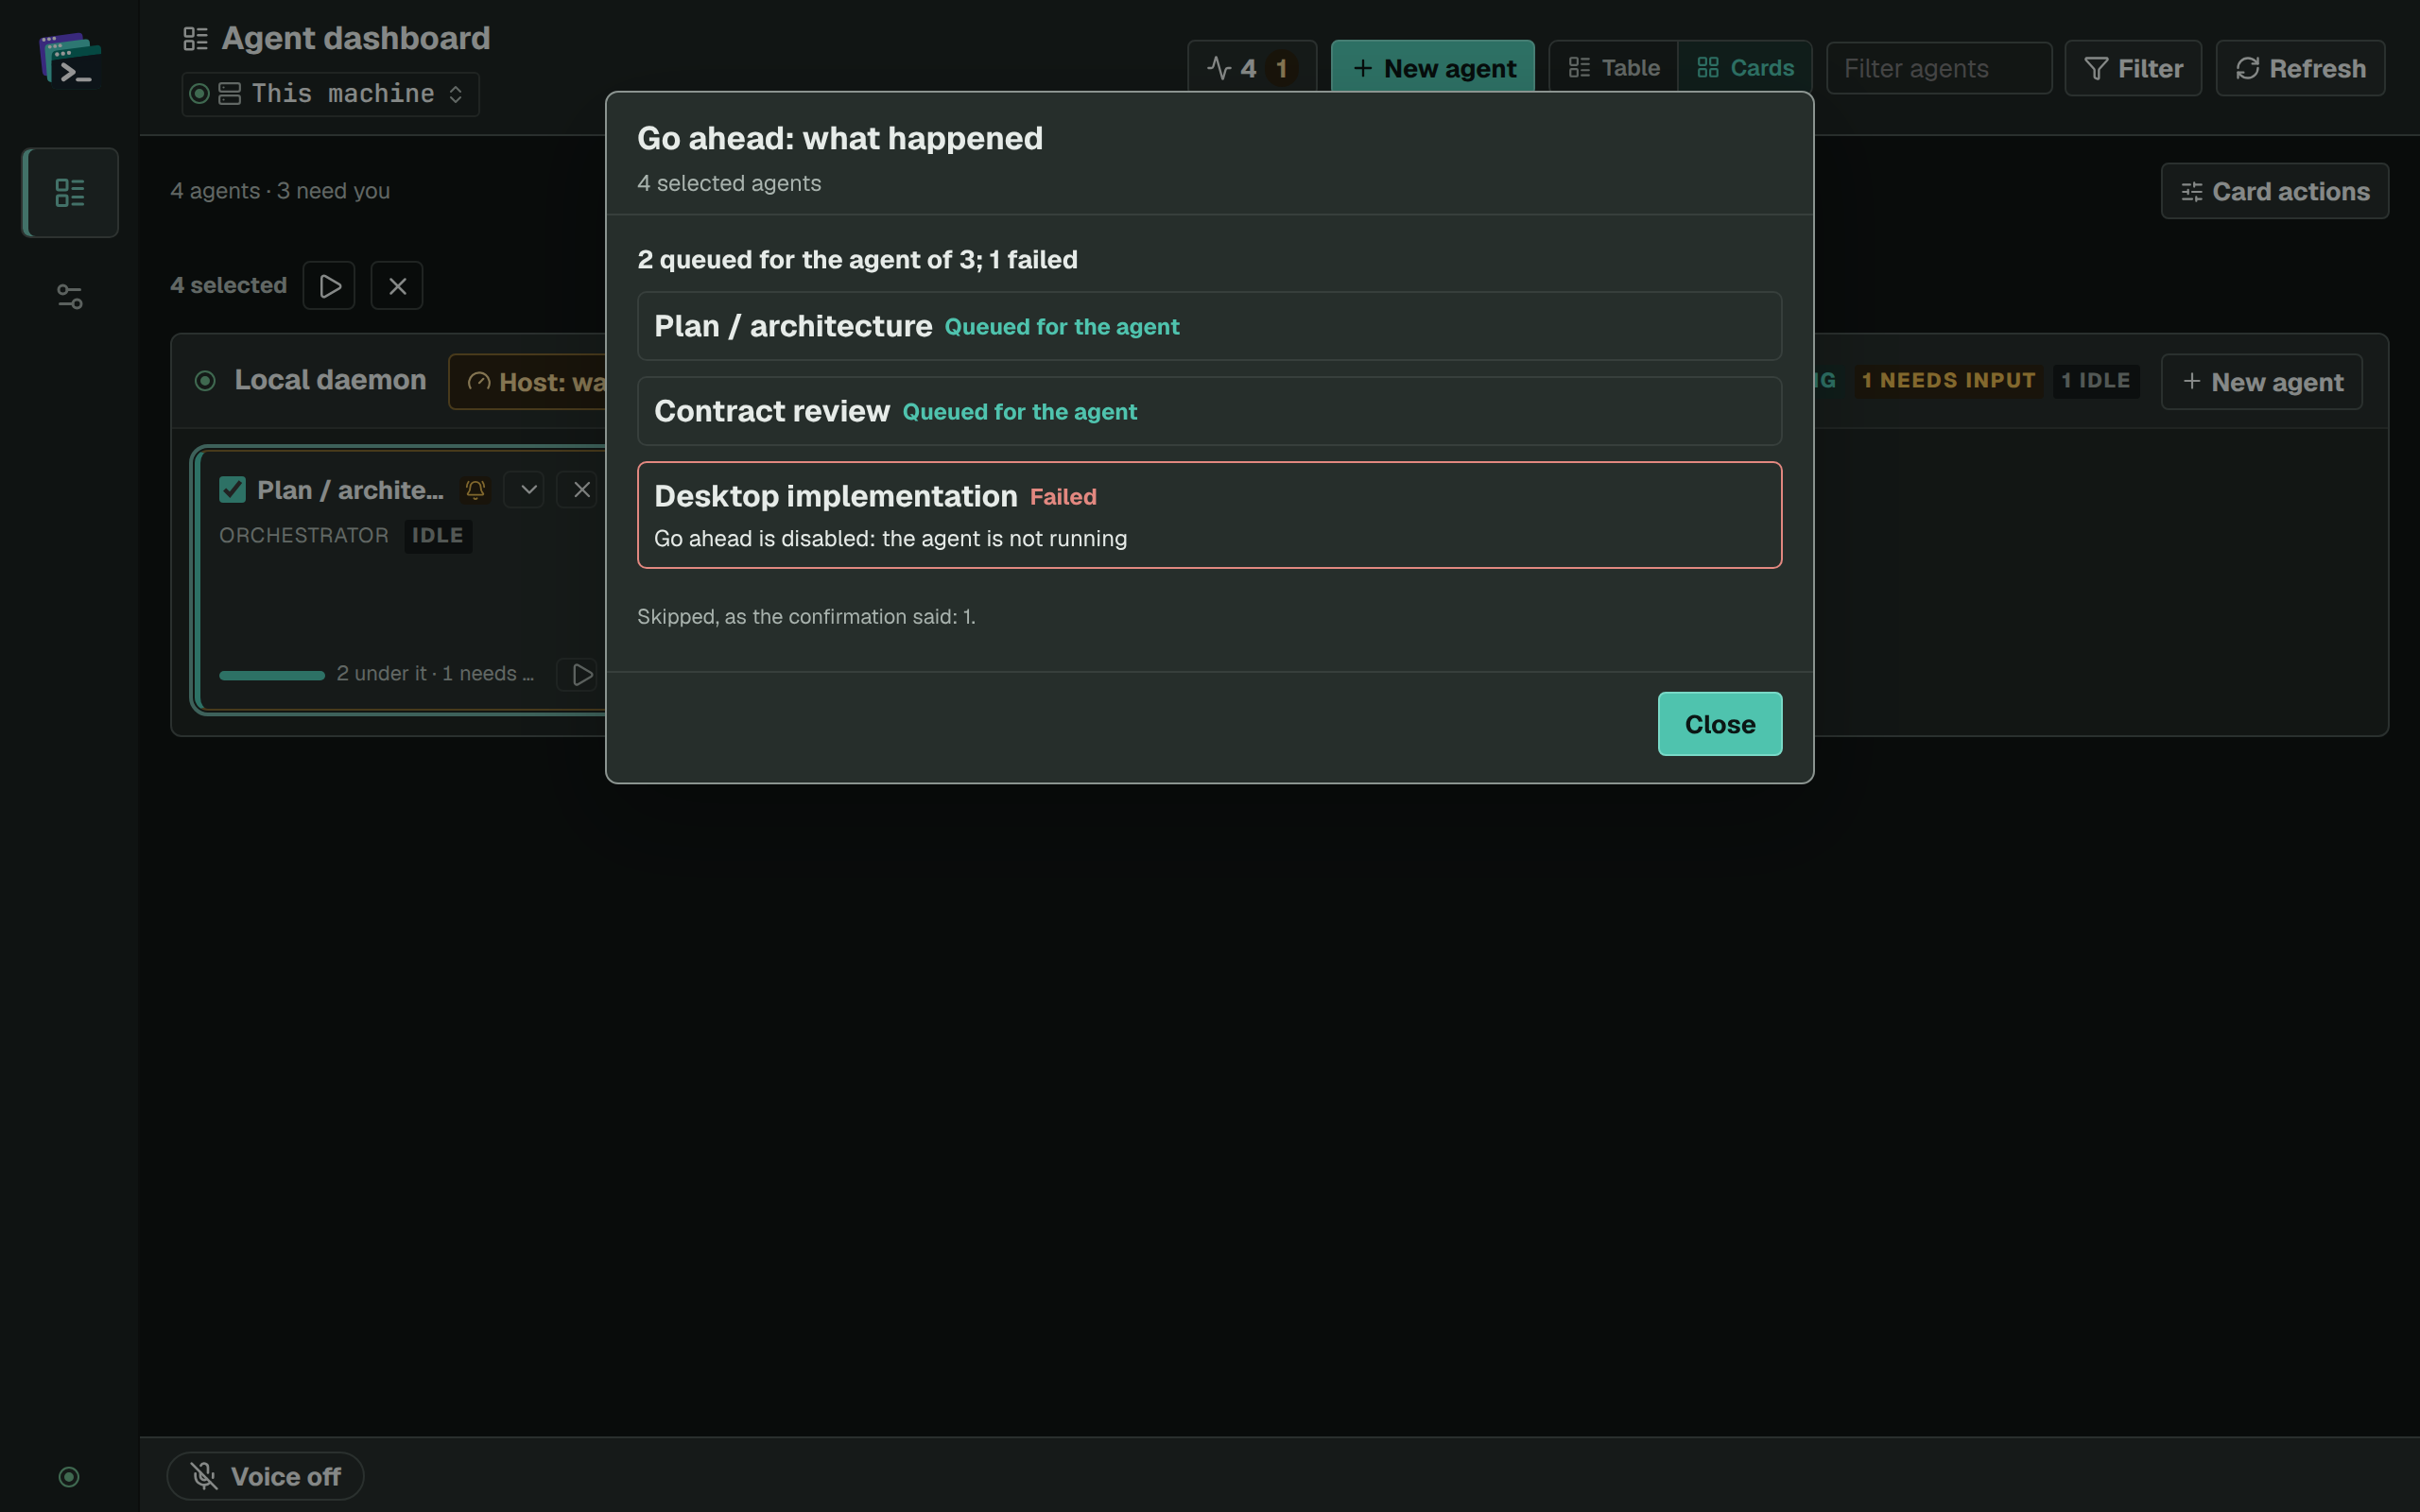 Agent dashboard
This machine
4 1
New agent
Table
Cards
Filter agents
Filter
Refresh
4 agents · 3 need you
Card actions
4 selected
Local daemon
Host: wa
1 NEEDS INPUT
1 IDLE
New agent
Plan / archite…
ORCHESTRATOR IDLE
2 under it · 1 needs …
Go ahead: what happened
4 selected agents
2 queued for the agent of 3; 1 failed
Plan / architecture Queued for the agent
Contract review Queued for the agent
Desktop implementation Failed
Go ahead is disabled: the agent is not running
Skipped, as the confirmation said: 1.
Close
Voice off